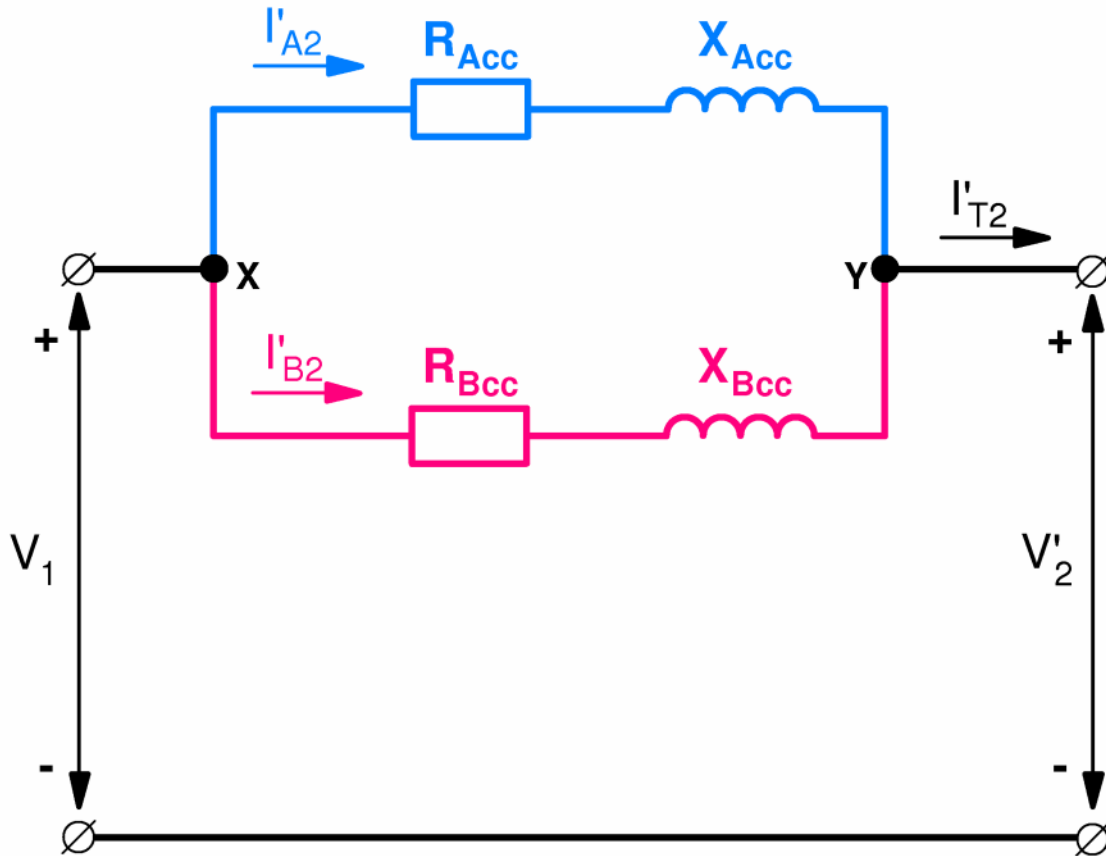 I'A2
RAcc
XAcc
I'T2
X
Y
+
+
I'B2
RBcc
XBcc
V1
V'2
-
-